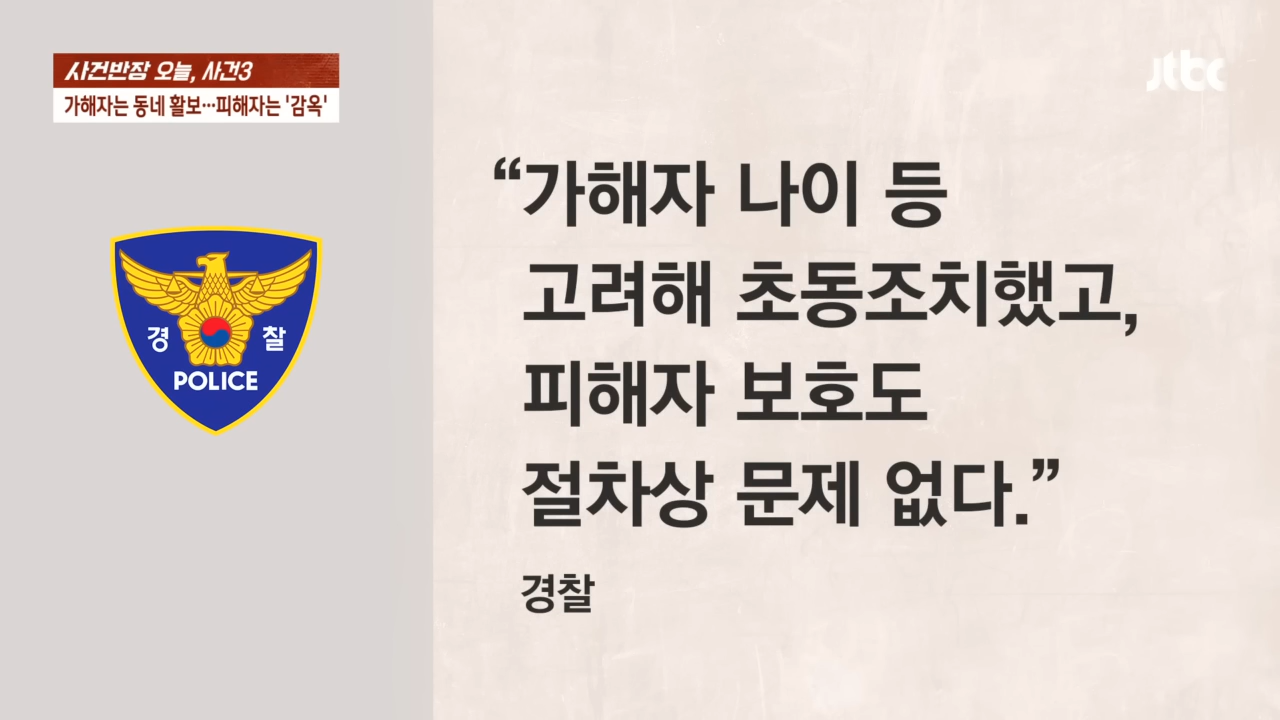 사건반장 오늘, 사건3
가해자는 동네 활보…피해자는 '감옥'
jtbc
“가해자 나이 등
고려해 초동조치했고,
피해자 보호도
절차상 문제 없다.”
경찰
경 찰
POLICE